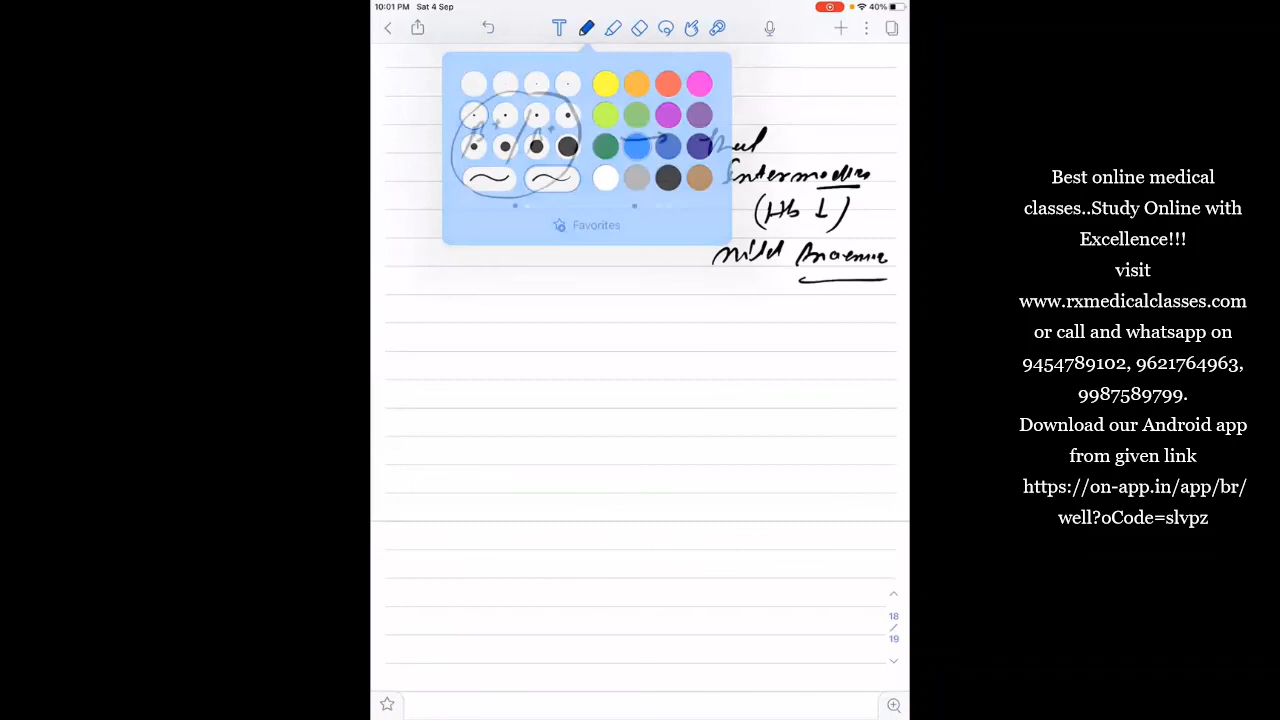 10:01 PM Sat 4 Sep
40%
T
β⁺/β⁺ →
Intermedia
(Hb ↓)
mild Anaemia
Favorites
18
/
19
Best online medical
classes..Study Online with
Excellence!!!
visit
www.rxmedicalclasses.com
or call and whatsapp on
9454789102, 9621764963,
9987589799.
Download our Android app
from given link
https://on-app.in/app/br/
well?oCode=slvpz